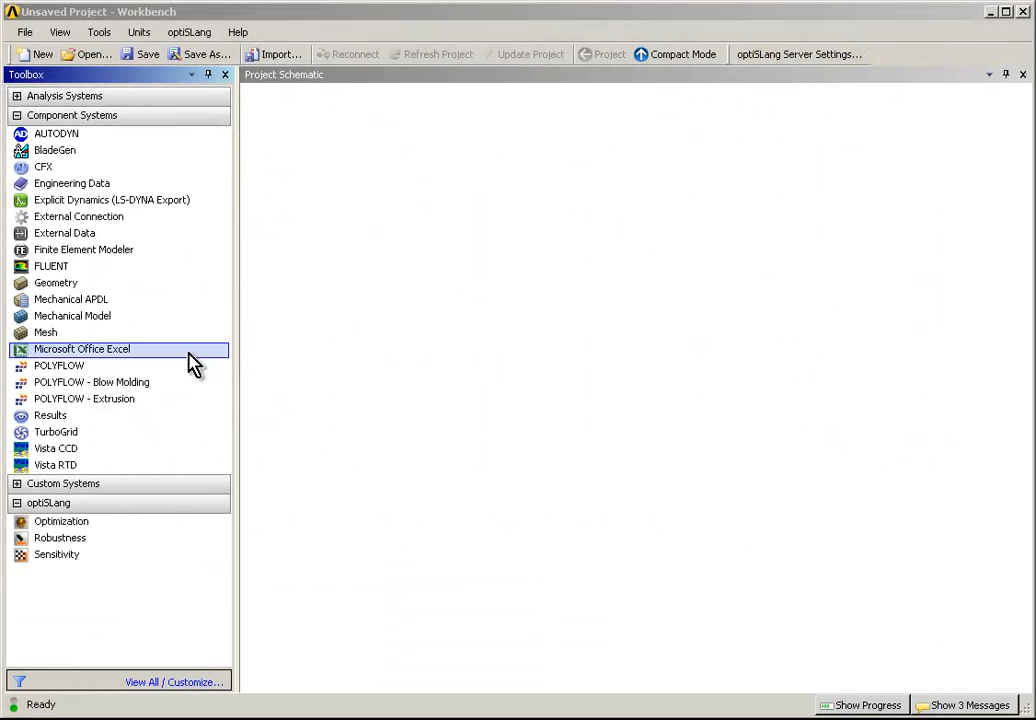 Unsaved Project - Workbench
File View Tools Units optiSLang Help
New Open... Save Save As... Import... Reconnect Refresh Project Update Project Project Compact Mode optiSLang Server Settings...
Toolbox
Project Schematic
Analysis Systems
Component Systems
AUTODYN
BladeGen
CFX
Engineering Data
Explicit Dynamics (LS-DYNA Export)
External Connection
External Data
Finite Element Modeler
FLUENT
Geometry
Mechanical APDL
Mechanical Model
Mesh
Microsoft Office Excel
POLYFLOW
POLYFLOW - Blow Molding
POLYFLOW - Extrusion
Results
TurboGrid
Vista CCD
Vista RTD
Custom Systems
optiSLang
Optimization
Robustness
Sensitivity
View All / Customize...
Ready
Show Progress Show 3 Messages